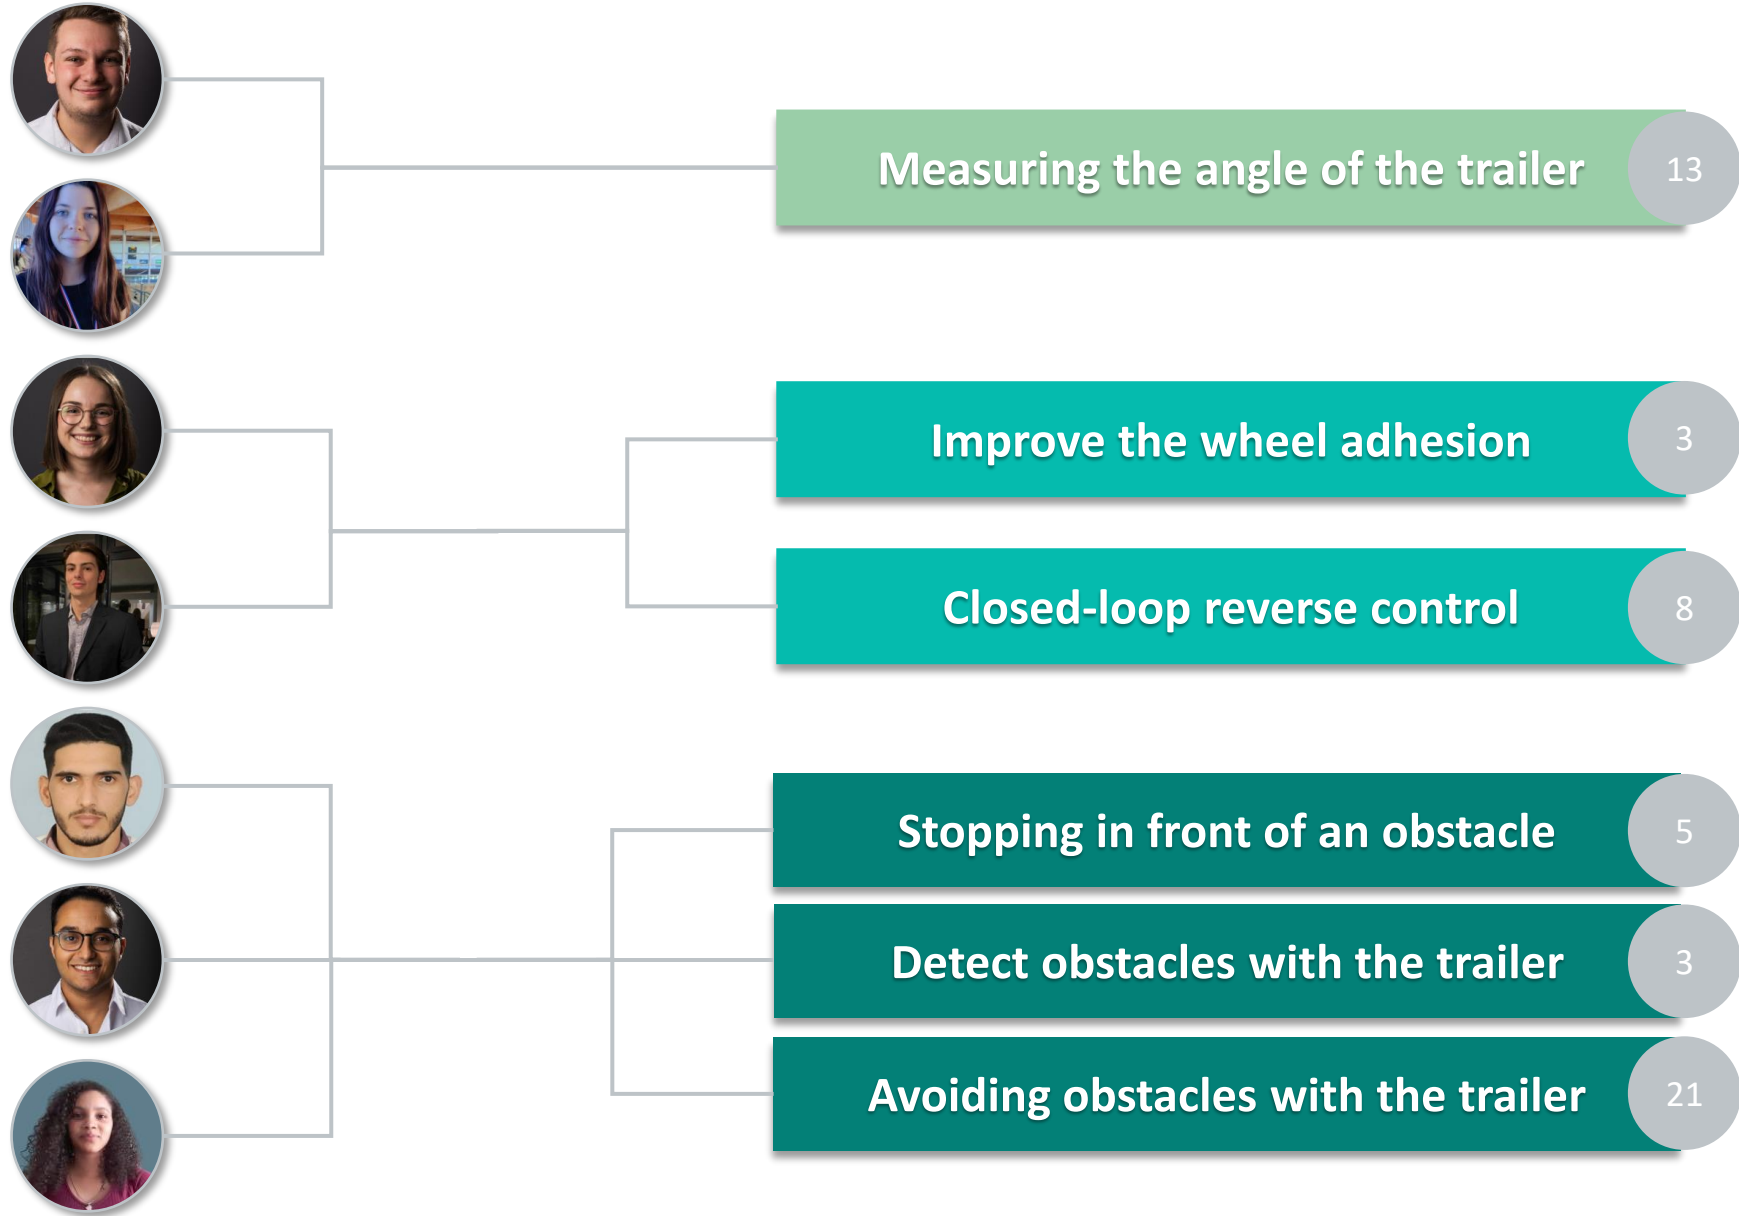 Measuring the angle of the trailer 13
Improve the wheel adhesion 3
Closed-loop reverse control 8
Stopping in front of an obstacle 5
Detect obstacles with the trailer 3
Avoiding obstacles with the trailer 21